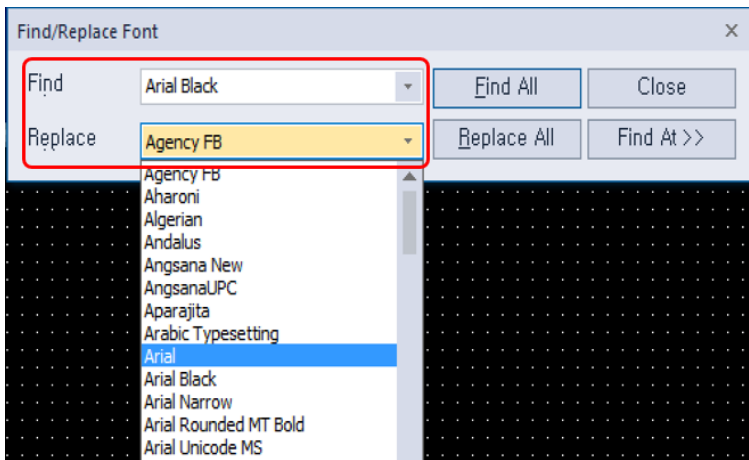 Find/Replace Font
Find Arial Black Find All Close
Replace Agency FB Replace All Find At >>
Agency FB
Aharoni
Algerian
Andalus
Angsana New
AngsanaUPC
Aparajita
Arabic Typesetting
Arial
Arial Black
Arial Narrow
Arial Rounded MT Bold
Arial Unicode MS